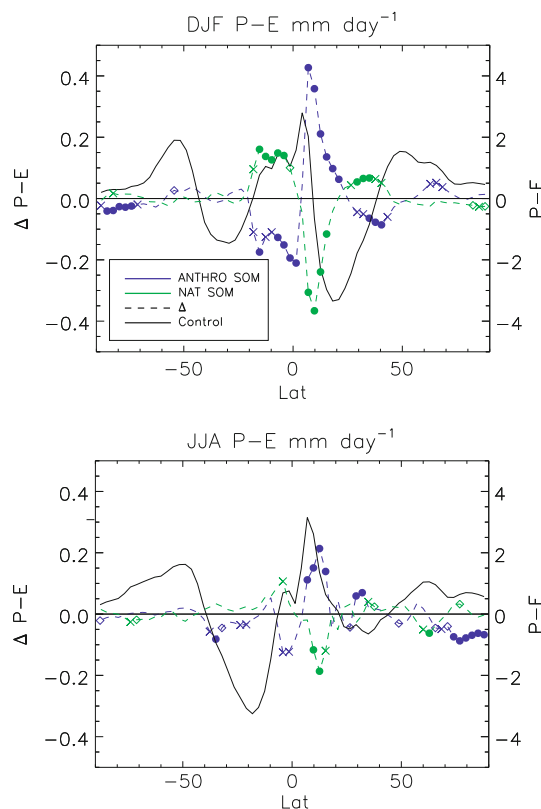 DJF P−E mm day⁻¹
0.4
0.2
0.0
−0.2
−0.4
4
2
0
−2
−4
Δ P−E
P−E
ANTHRO SOM
NAT SOM
Δ
Control
−50
0
50
Lat
JJA P−E mm day⁻¹
0.4
0.2
0.0
−0.2
−0.4
4
2
0
−2
−4
Δ P−E
P−E
−50
0
50
Lat